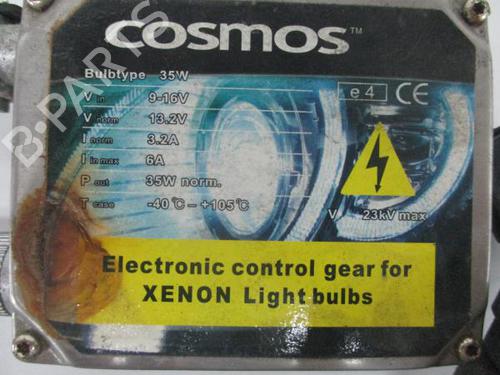 COSMOS™
Bulbtype 35W
V in 9-16V
V norm 13.2V
I norm 3.2A
I in max 6A
P out 35W norm.
T case -40℃ – +105℃
e4 CE
V 23kV max
Electronic control gear for
XENON Light bulbs
B-PARTS